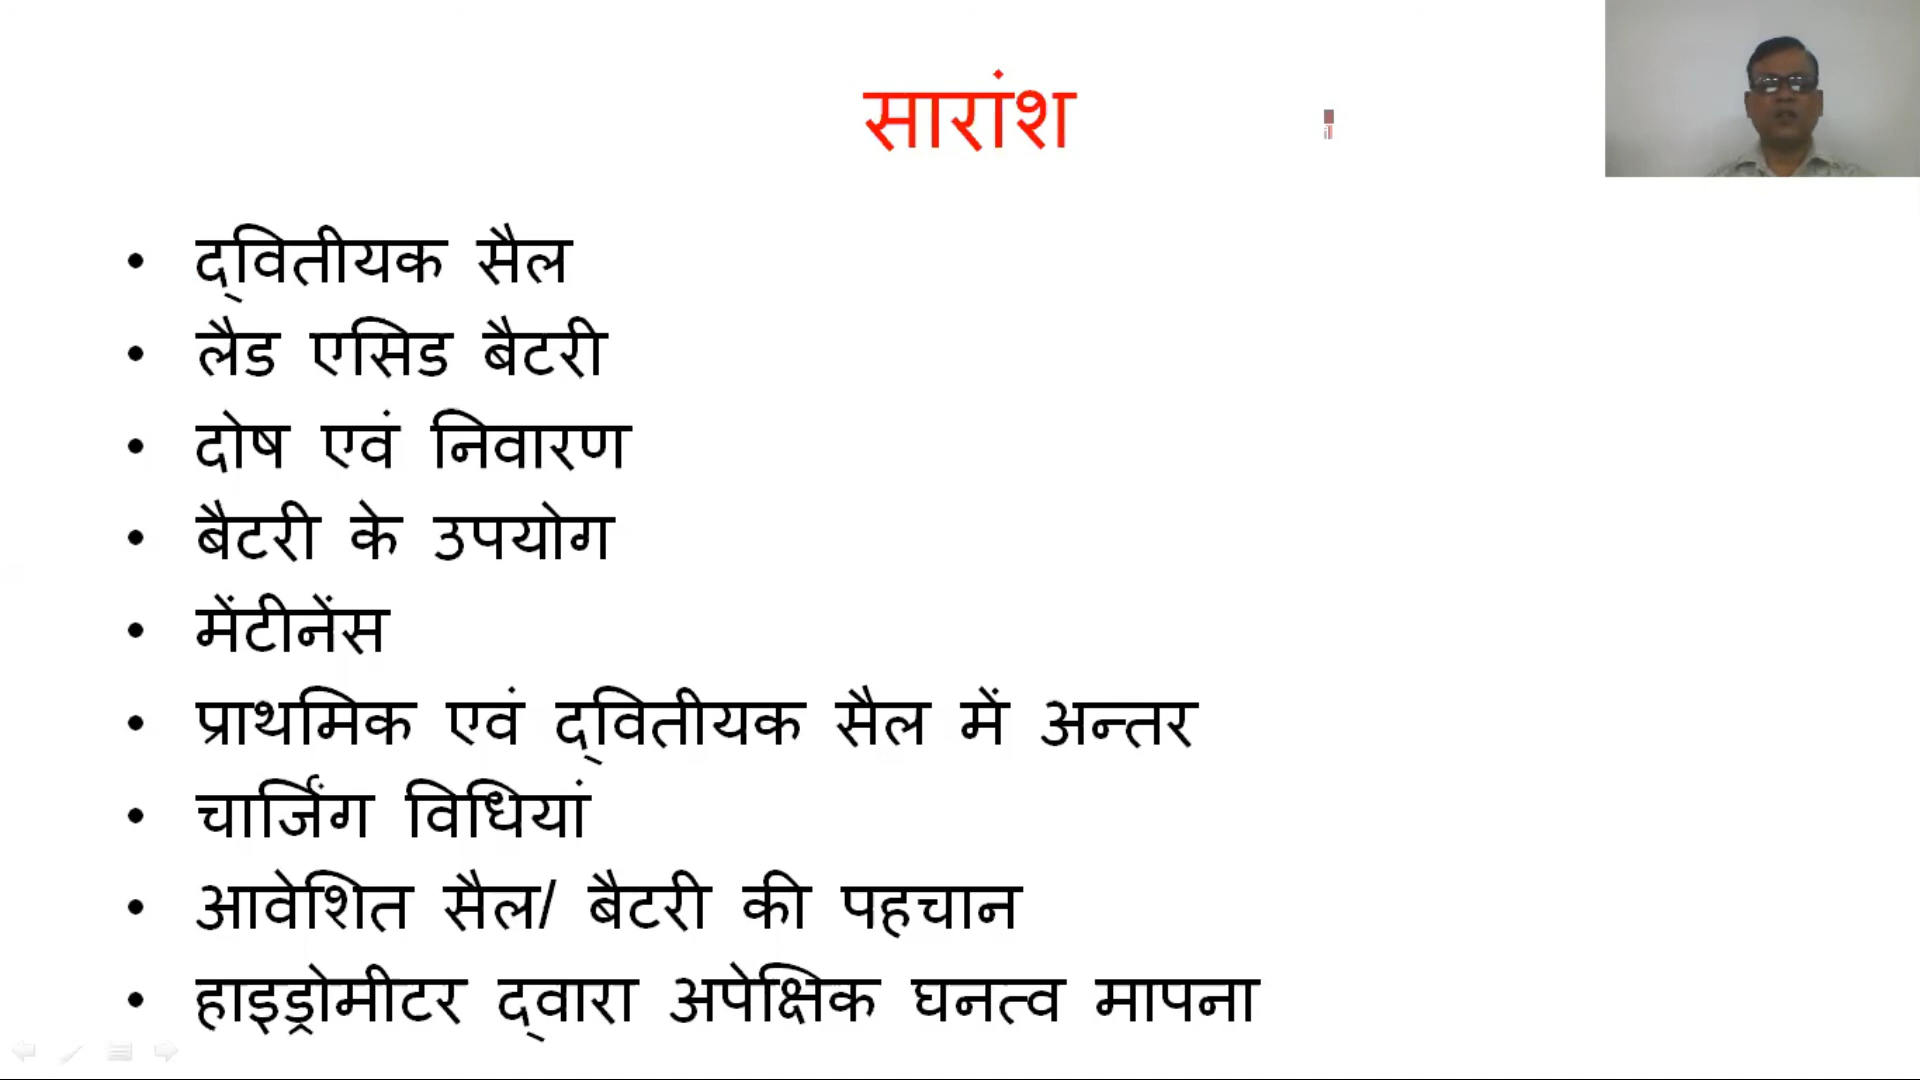 सारांश
• द्वितीयक सैल
• लैड एसिड बैटरी
• दोष एवं निवारण
• बैटरी के उपयोग
• मेंटीनेंस
• प्राथमिक एवं द्वितीयक सैल में अन्तर
• चार्जिंग विधियां
• आवेशित सैल/ बैटरी की पहचान
• हाइड्रोमीटर द्वारा अपेक्षिक घनत्व मापना